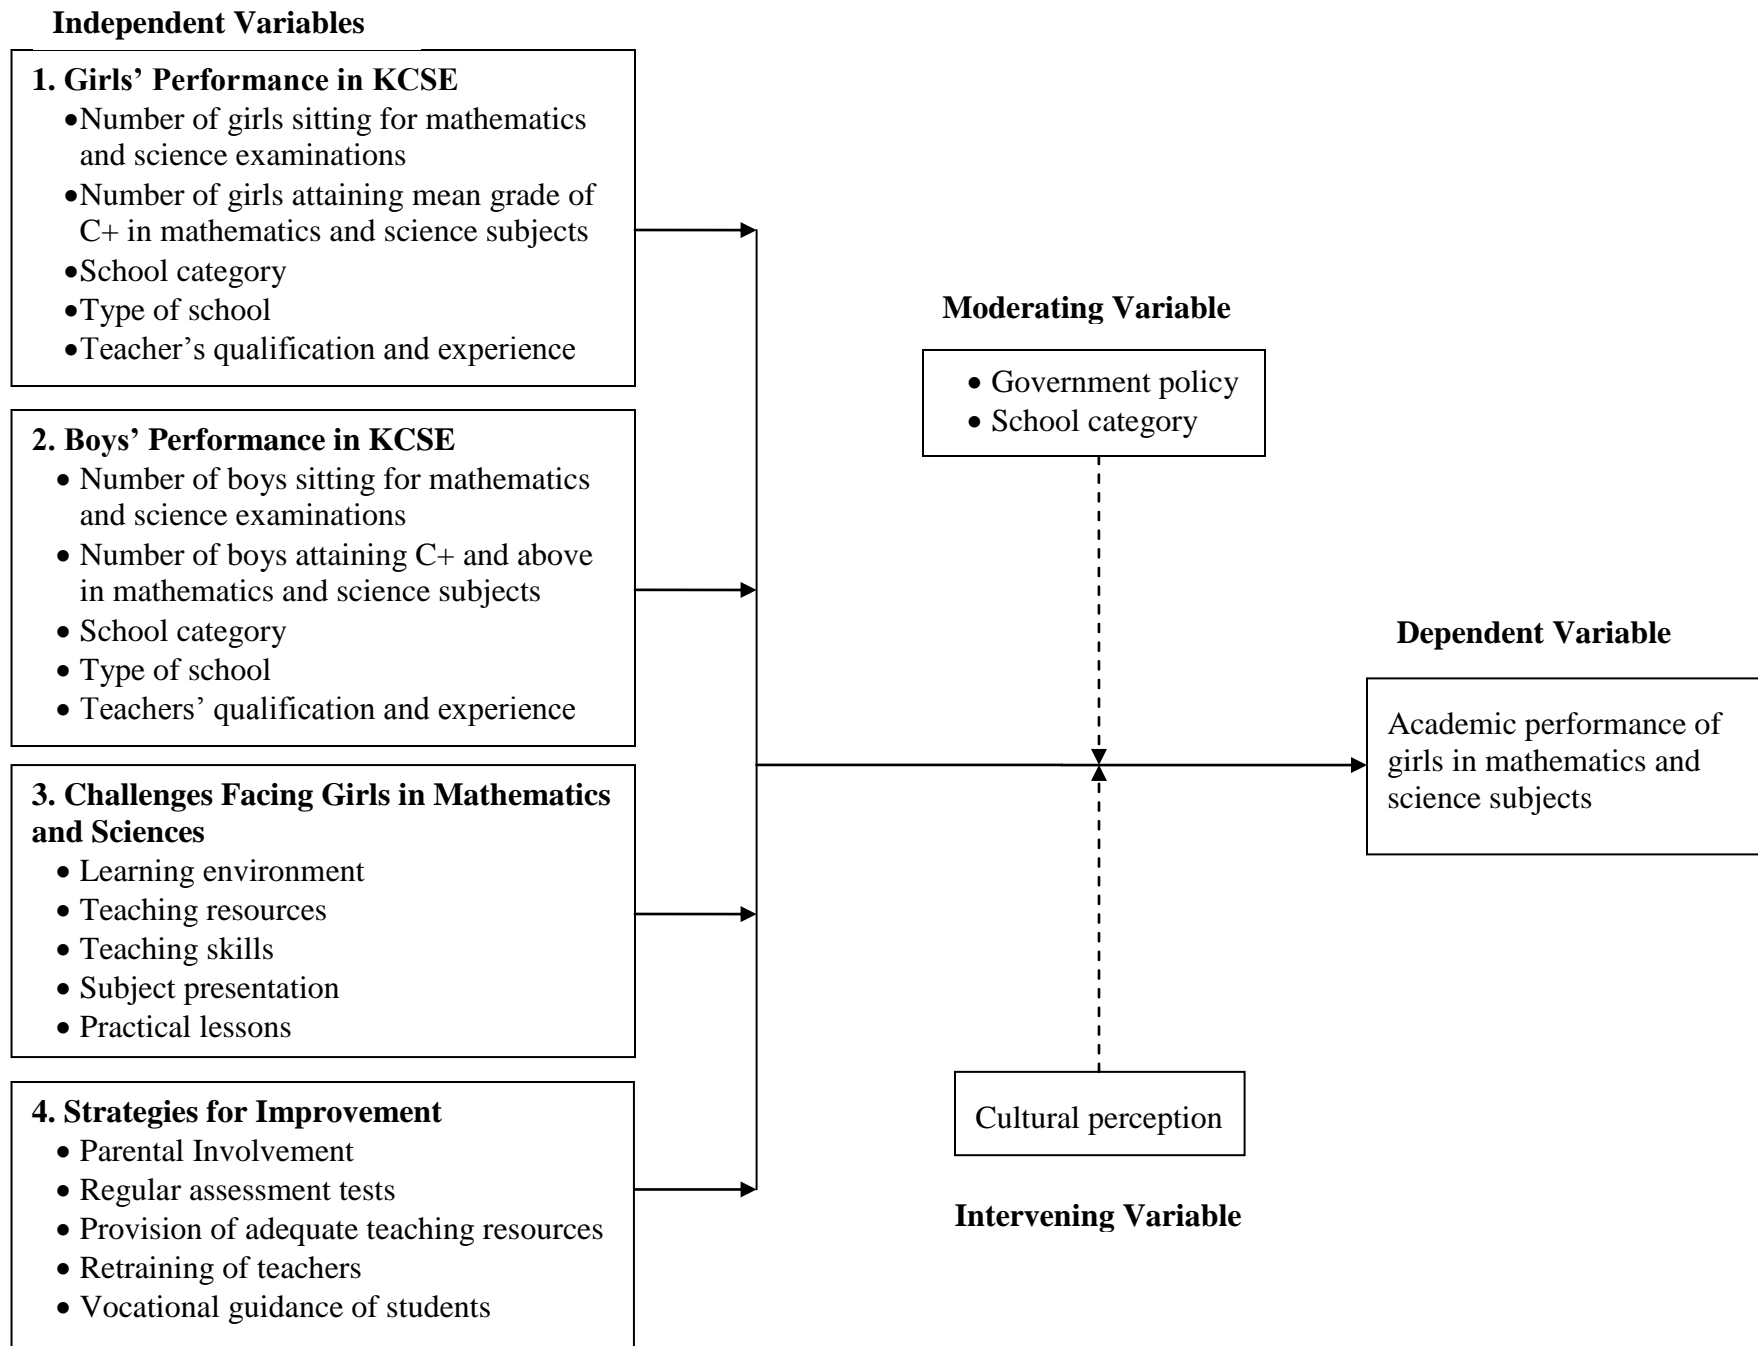 Independent Variables
1. Girls’ Performance in KCSE
•Number of girls sitting for mathematics
and science examinations
•Number of girls attaining mean grade of
C+ in mathematics and science subjects
•School category
•Type of school
•Teacher’s qualification and experience
2. Boys’ Performance in KCSE
• Number of boys sitting for mathematics
and science examinations
• Number of boys attaining C+ and above
in mathematics and science subjects
• School category
• Type of school
• Teachers’ qualification and experience
3. Challenges Facing Girls in Mathematics
and Sciences
• Learning environment
• Teaching resources
• Teaching skills
• Subject presentation
• Practical lessons
4. Strategies for Improvement
• Parental Involvement
• Regular assessment tests
• Provision of adequate teaching resources
• Retraining of teachers
• Vocational guidance of students
Moderating Variable
• Government policy
• School category
Cultural perception
Intervening Variable
Dependent Variable
Academic performance of
girls in mathematics and
science subjects